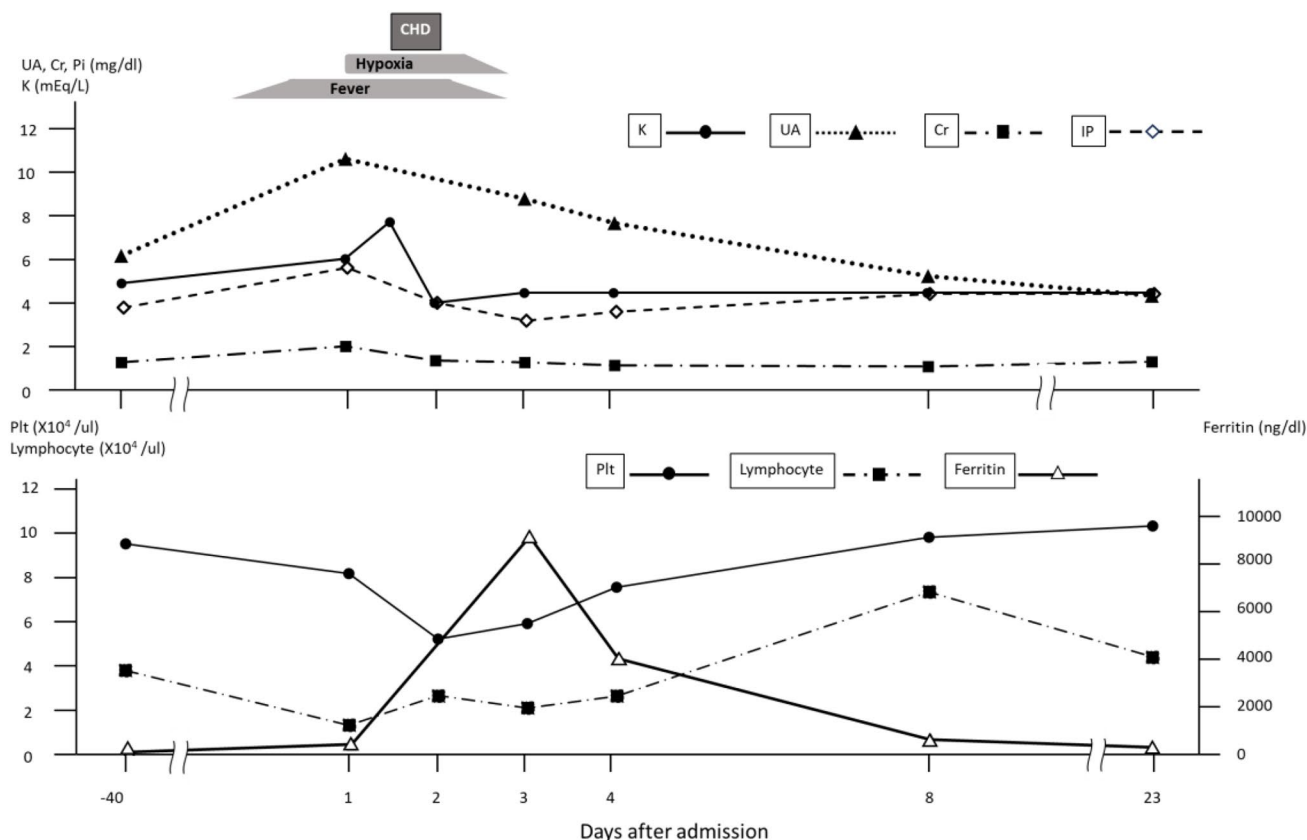 CHD
UA, Cr, Pi (mg/dl)
Hypoxia
K (mEq/L)
Fever
K
UA
Cr
IP
12
10
8
6
4
2
0
Plt (X10⁴ /ul)
Ferritin (ng/dl)
Lymphocyte (X10⁴ /ul)
Plt
Lymphocyte
Ferritin
12
10
8
6
4
2
0
10000
8000
6000
4000
2000
0
-40 1 2 3 4 8 23
Days after admission